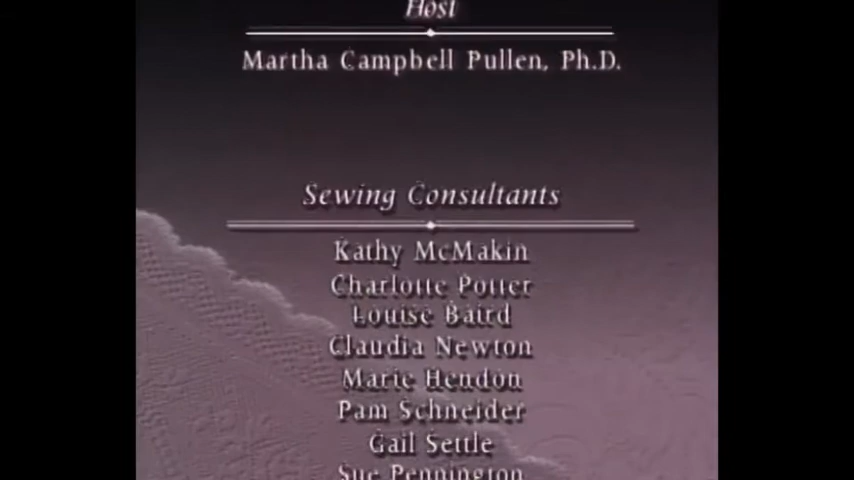 Host
Martha Campbell Pullen, Ph.D.
Sewing Consultants
Kathy McMakin
Charlotte Potter
Louise Baird
Claudia Newton
Marie Hendon
Pam Schneider
Gail Settle
Sue Pennington